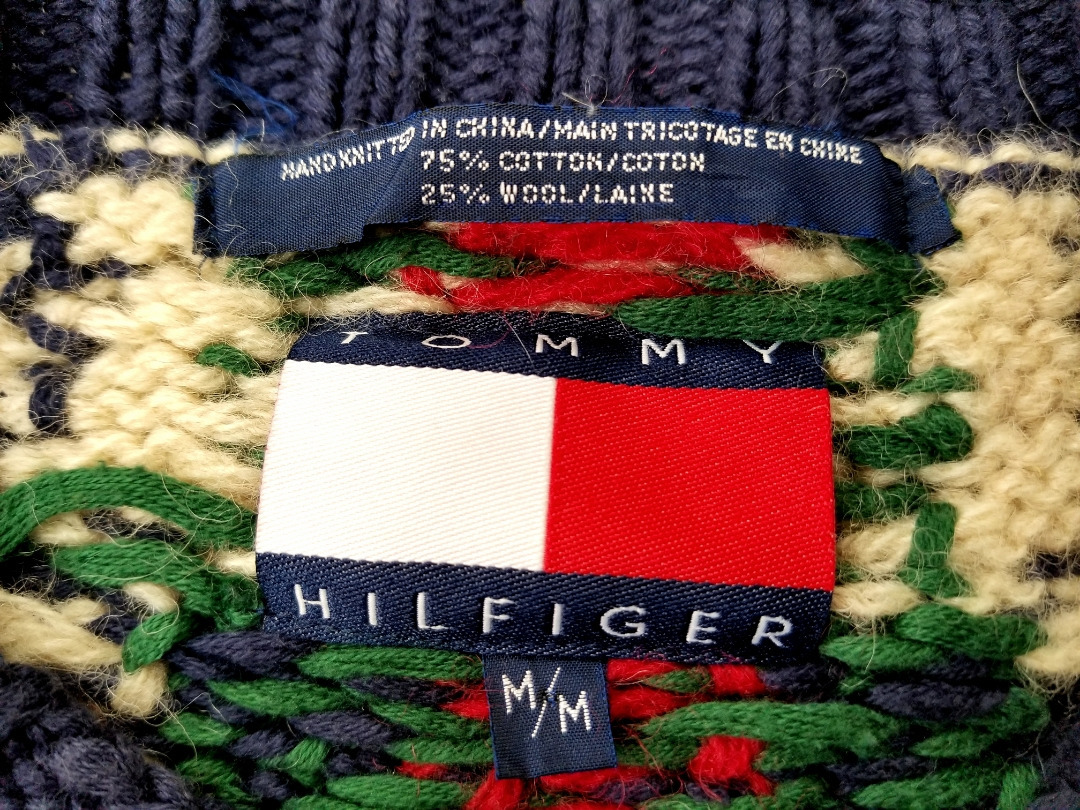 HAND KNITTED IN CHINA/MAIN TRICOTAGE EN CHINE
75% COTTON/COTON
25% WOOL/LAINE
TOMMY
HILFIGER
M/M